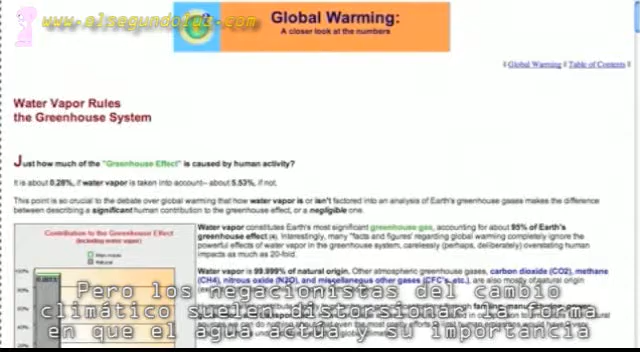 www.alsegundoluz.com
Global Warming:
A closer look at the numbers
| Global Warming | Table of Contents |
Water Vapor Rules
the Greenhouse System
Just how much of the "Greenhouse Effect" is caused by human activity?
It is about 0.28%, if water vapor is taken into account-- about 5.53%, if not.
This point is so crucial to the debate over global warming that how water vapor is or isn't factored into an analysis of Earth's greenhouse gases makes the difference
between describing a significant human contribution to the greenhouse effect, or a negligible one.
Water vapor constitutes Earth's most significant greenhouse gas, accounting for about 95% of Earth's
greenhouse effect (4). Interestingly, many "facts and figures' regarding global warming completely ignore the
powerful effects of water vapor in the greenhouse system, carelessly (perhaps, deliberately) overstating human
impacts as much as 20-fold.
Contribution to the Greenhouse Effect
(including water vapor)
Man-made
Natural
100%
80%
60%
Water vapor is 99.999% of natural origin. Other atmospheric greenhouse gases, carbon dioxide (CO2), methane
(CH4), nitrous oxide (N2O), and miscellaneous other gases (CFC's, etc.), are also mostly of natural origin
Pero los negacionistas del cambio
climático suelen distorsionar la forma
en que el agua actúa y su importancia